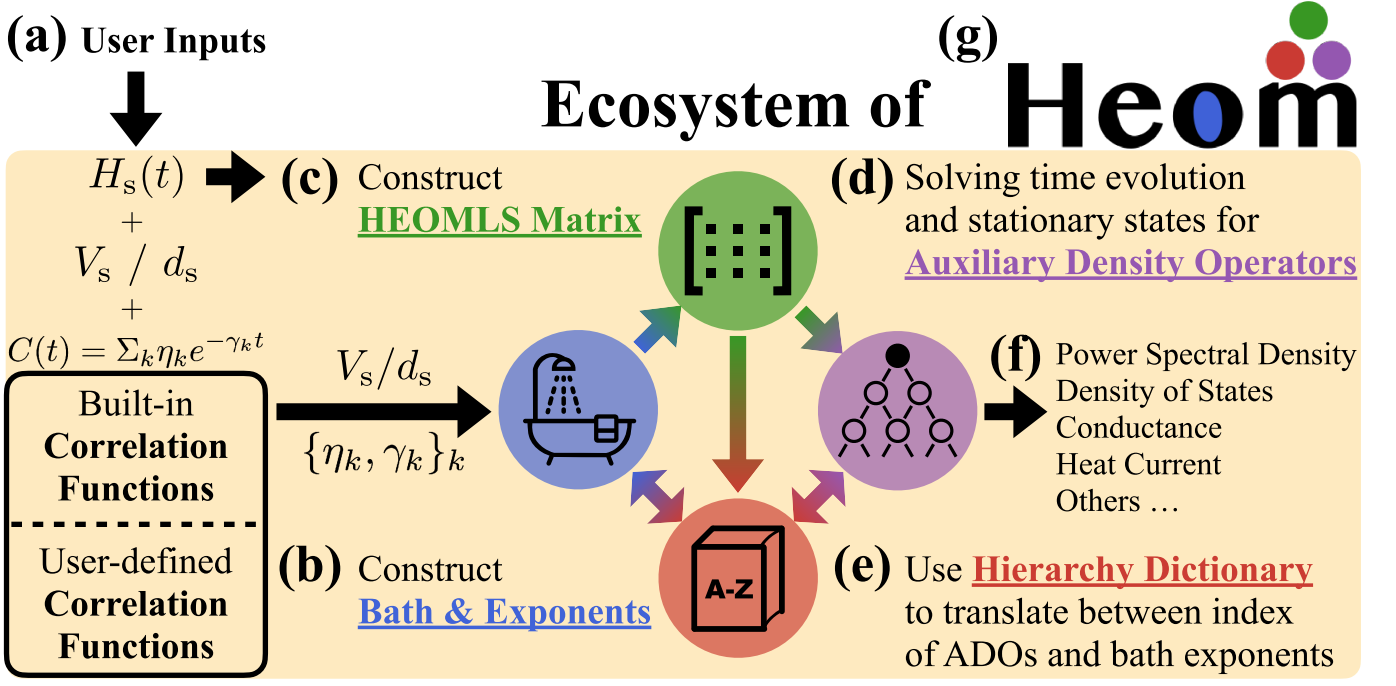 (a) User Inputs
(g)
Ecosystem of
Heom
H_s(t)
+
V_s / d_s
+
C(t) = Σ_k η_k e^{−γ_k t}
Built-in
Correlation
Functions
User-defined
Correlation
Functions
V_s/d_s
{η_k, γ_k}_k
(b) Construct
Bath & Exponents
(c) Construct
HEOMLS Matrix
(d) Solving time evolution
and stationary states for
Auxiliary Density Operators
A-Z
(e) Use Hierarchy Dictionary
to translate between index
of ADOs and bath exponents
(f) Power Spectral Density
Density of States
Conductance
Heat Current
Others …